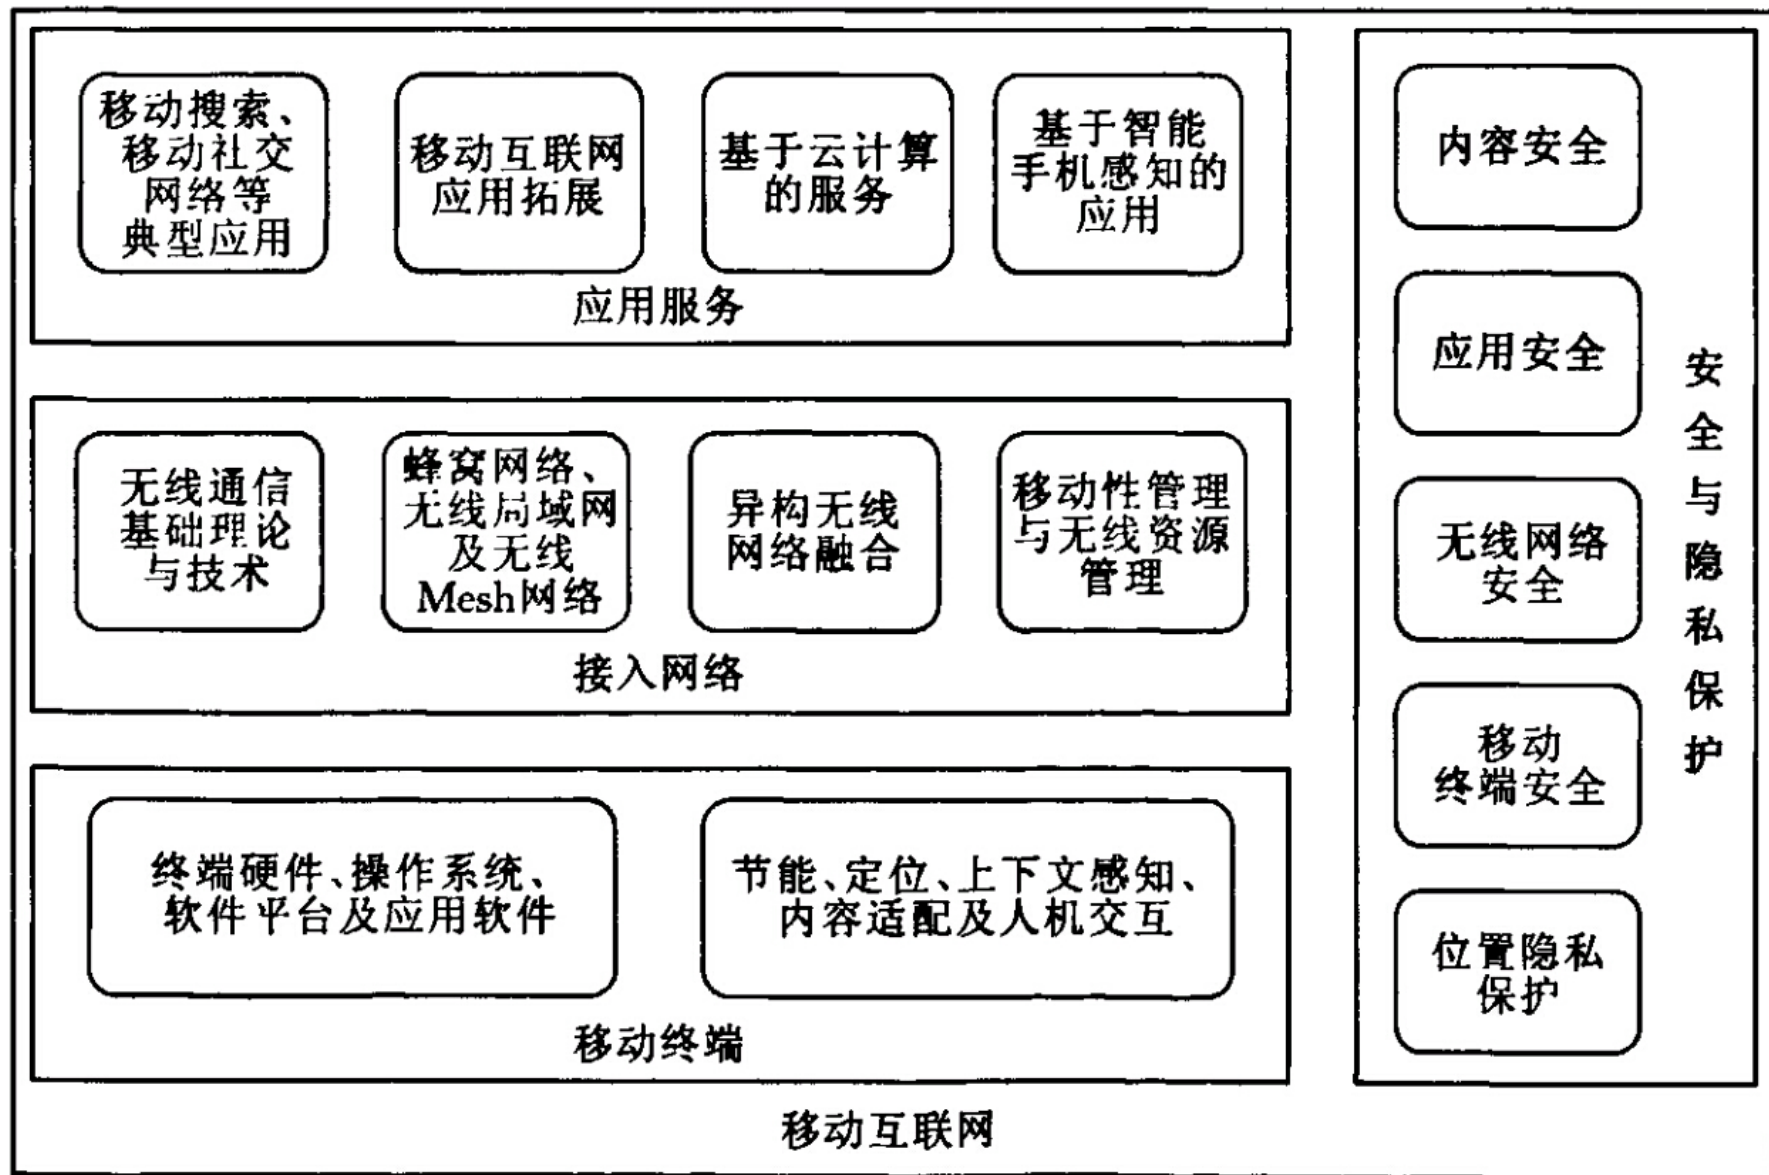 移动搜索、
移动社交
网络等
典型应用
移动互联网
应用拓展
基于云计算
的服务
基于智能
手机感知的
应用
应用服务
无线通信
基础理论
与技术
蜂窝网络、
无线局域网
及无线
Mesh网络
异构无线
网络融合
移动性管理
与无线资源
管理
接入网络
终端硬件、操作系统、
软件平台及应用软件
节能、定位、上下文感知、
内容适配及人机交互
移动终端
内容安全
应用安全
无线网络
安全
移动
终端安全
位置隐私
保护
安全与隐私保护
移动互联网